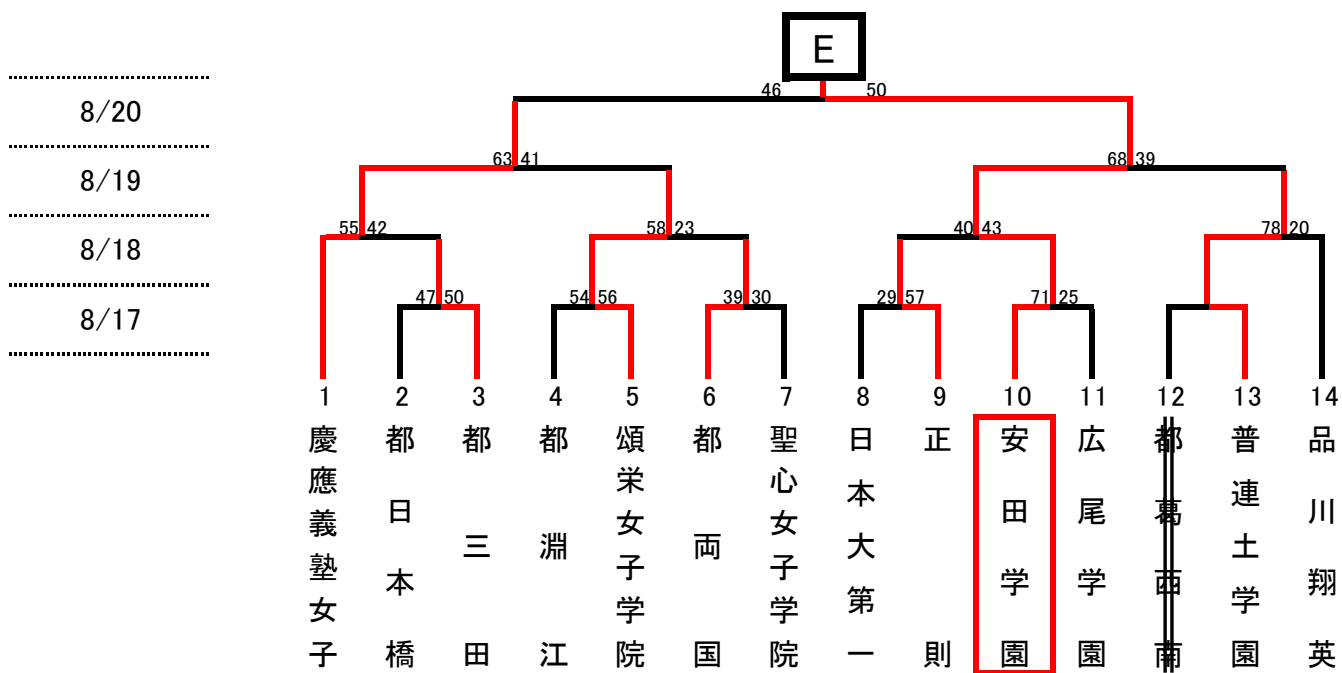 E
46 50
8/20
63 41 68 39
8/19
55 42 58 23 40 43 78 20
8/18
47 50 54 56 39 30 29 57 71 25
8/17
1 2 3 4 5 6 7 8 9 10 11 12 13 14
慶應義塾女子
都日本橋
都三田
都淵江
頌栄女子学院
都両国
聖心女子学院
日本大第一
正則
安田学園
広尾学園
都葛西南
普連土学園
品川翔英